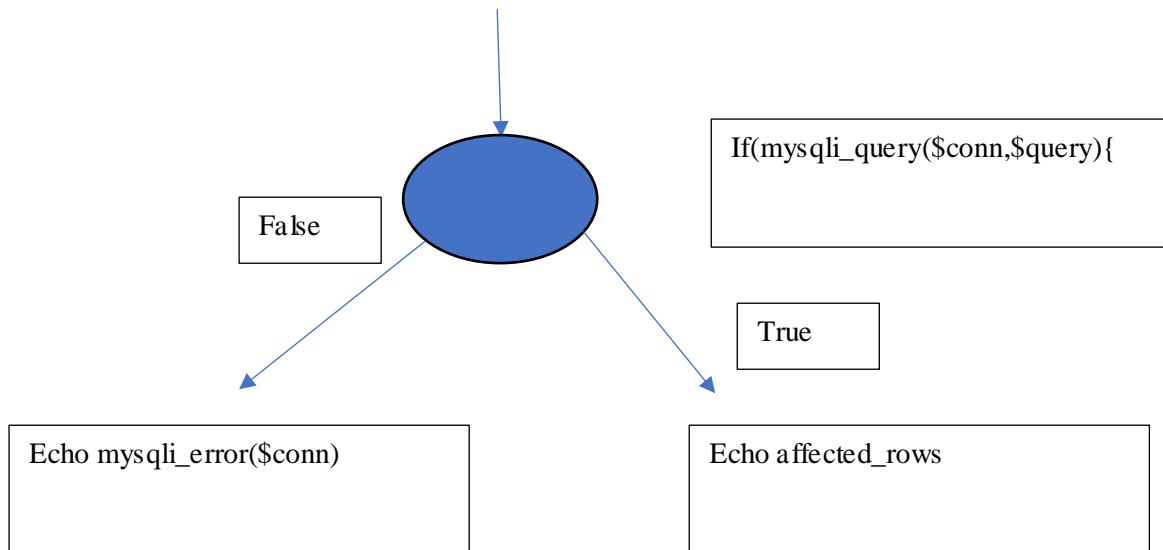 If(mysqli_query($conn,$query){
False
True
Echo mysqli_error($conn)
Echo affected_rows